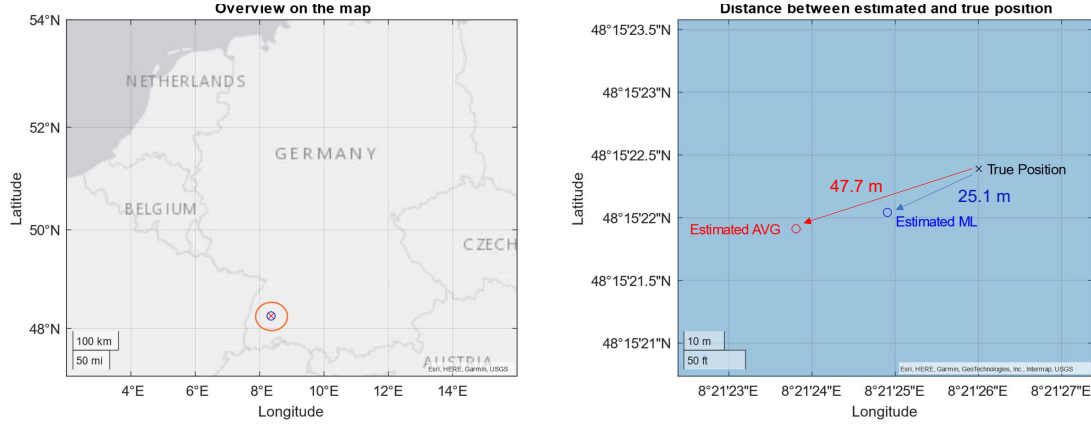 Overview on the map
54°N
52°N
50°N
48°N
Latitude
NETHERLANDS
GERMANY
BELGIUM
CZECH
AUSTRIA
100 km
50 mi
Esri, HERE, Garmin, USGS
4°E
6°E
8°E
10°E
12°E
14°E
Longitude
Distance between estimated and true position
48°15'23.5"N
48°15'23"N
48°15'22.5"N
48°15'22"N
48°15'21.5"N
48°15'21"N
Latitude
True Position
47.7 m
25.1 m
Estimated ML
Estimated AVG
10 m
50 ft
Esri, HERE, Garmin, GeoTechnologies, Inc., Intermap, USGS
8°21'23"E
8°21'24"E
8°21'25"E
8°21'26"E
8°21'27"E
Longitude